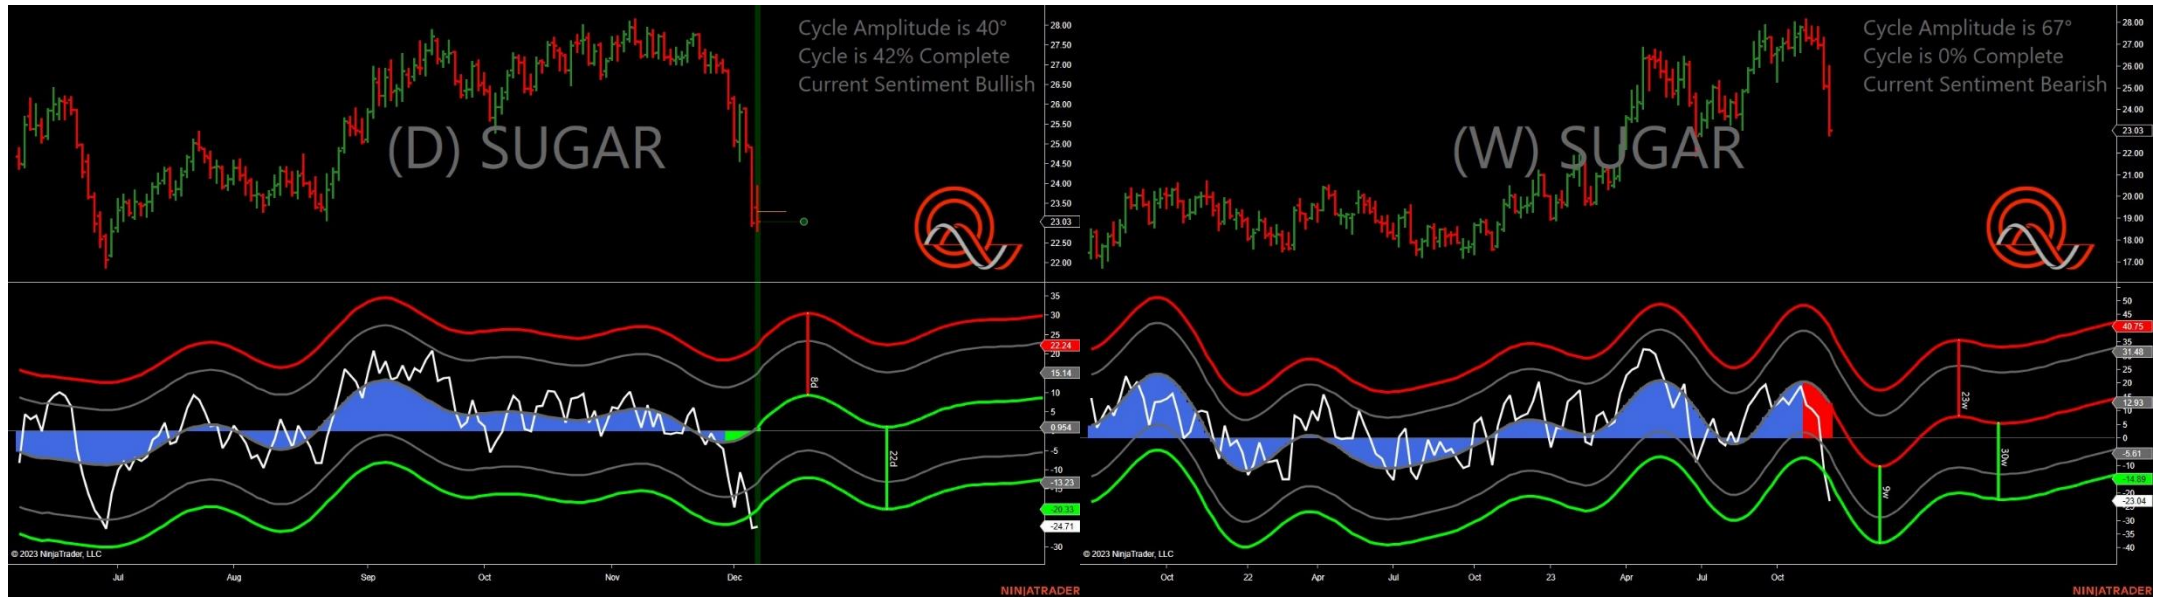 Cycle Amplitude is 40°
Cycle is 42% Complete
Current Sentiment Bullish
(D) SUGAR
28.00
27.50
27.00
26.50
26.00
25.50
25.00
24.50
24.00
23.50
23.03
22.50
22.00
35
30
25
22.24
20
15.14
10
5
0.954
-5
-10
-13.23
-20.33
-24.71
-30
8d
22d
© 2023 NinjaTrader, LLC
Jul
Aug
Sep
Oct
Nov
Dec
NINJATRADER
Cycle Amplitude is 67°
Cycle is 0% Complete
Current Sentiment Bearish
(W) SUGAR
28.00
27.00
26.00
25.00
24.00
23.03
22.00
21.00
20.00
19.00
18.00
17.00
50
45
40.75
35
31.48
25
20
15
12.93
10
5
0
-5.61
-10
-14.89
-20
-23.04
-30
-35
-40
23w
9w
30w
© 2023 NinjaTrader, LLC
Oct
22
Apr
Jul
Oct
23
Apr
Jul
Oct
NINJATRADER